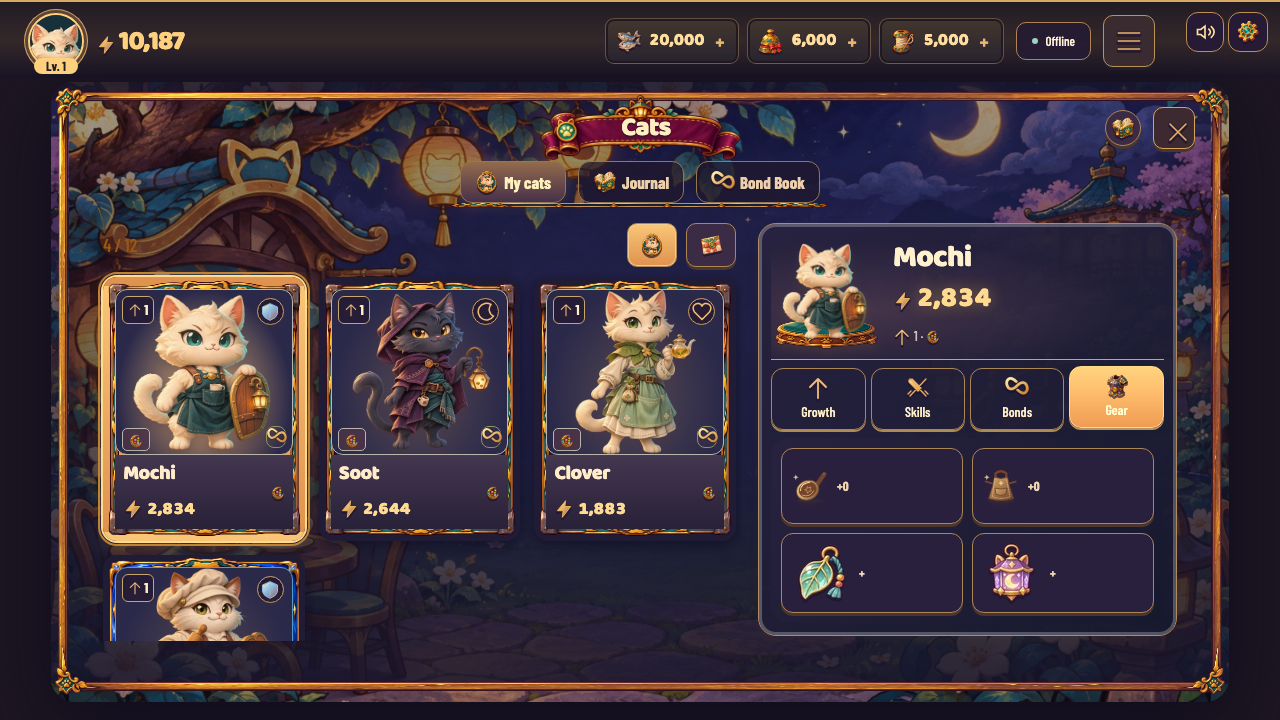 Lv. 1
10,187
20,000 +
6,000 +
5,000 +
Offline
Cats
My cats
Journal
Bond Book
4 / 12
1
Mochi
2,834
1
Soot
2,644
1
Clover
1,883
1
Mochi
2,834
1 ·
Growth
Skills
Bonds
Gear
+0
+0
+
+